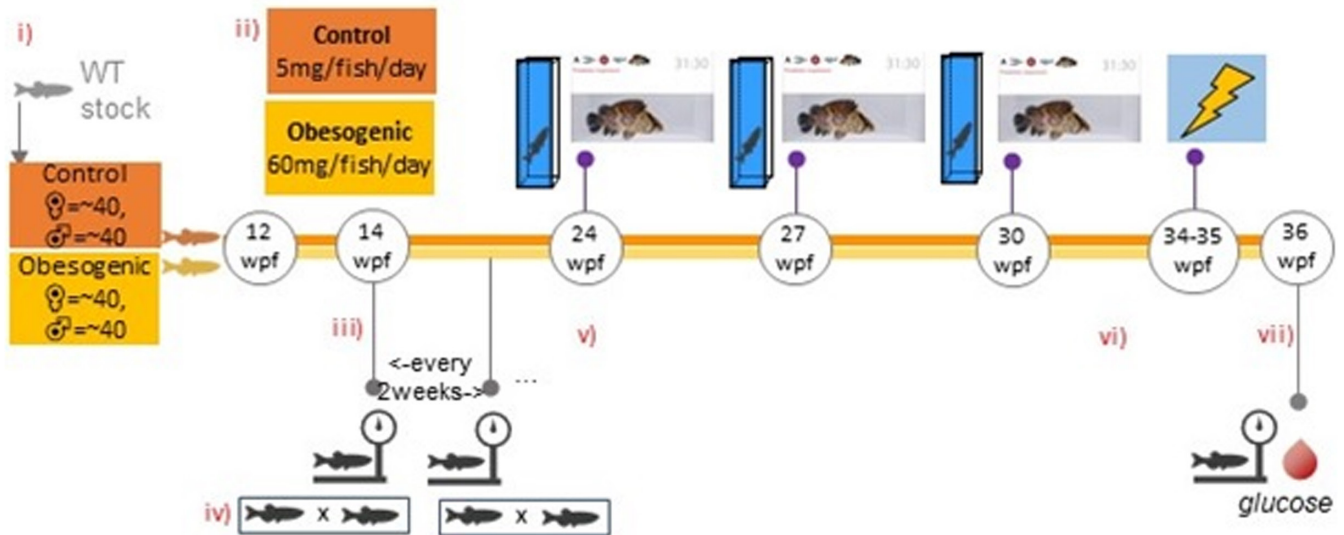 i)
WT
stock
Control
♀=~40,
♂=~40
Obesogenic
♀=~40,
♂=~40
ii)
Control
5mg/fish/day
Obesogenic
60mg/fish/day
A
31:30
A
31:30
A
31:30
12
wpf
14
wpf
24
wpf
27
wpf
30
wpf
34-35
wpf
36
wpf
iii)
<-every
2weeks->
...
iv)
x
x
v)
vi)
vii)
glucose